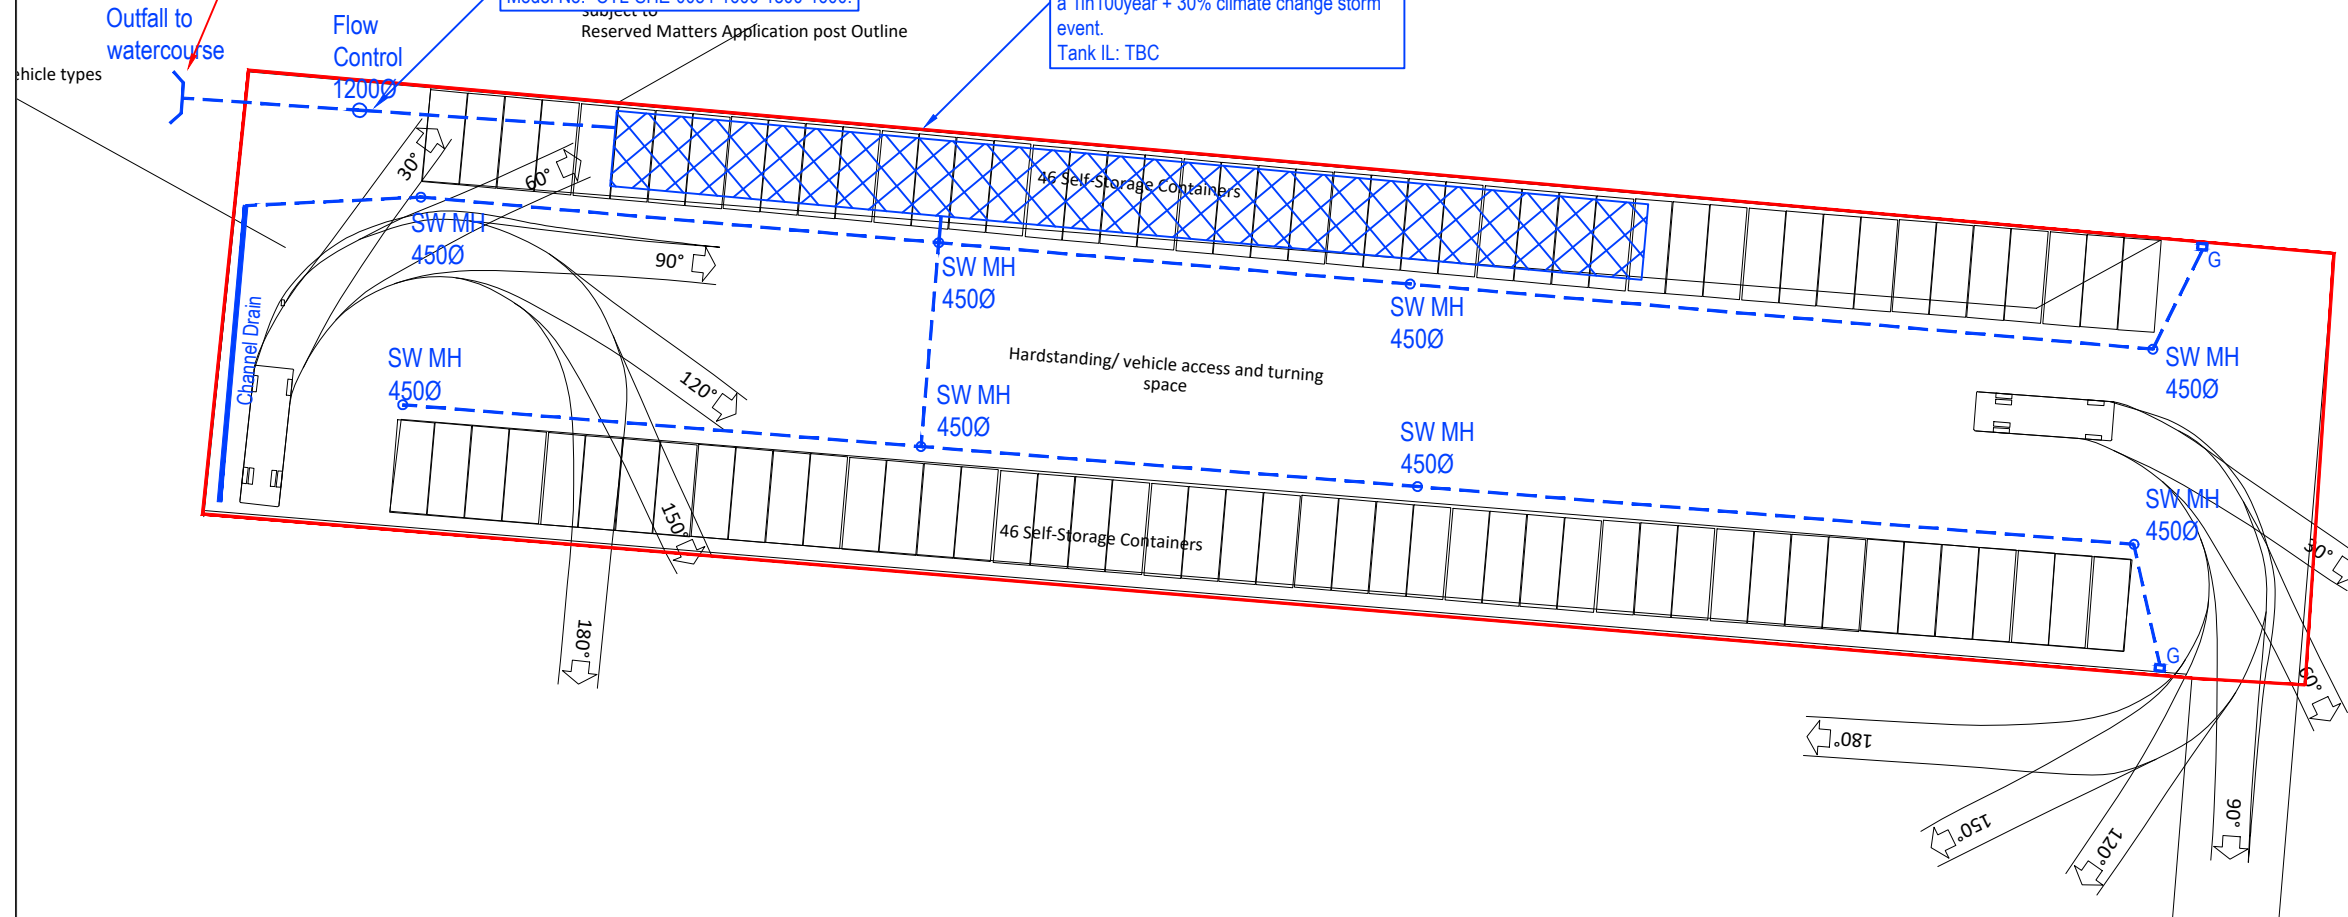 Outfall to
watercourse
Flow
Control
1200Ø
subject to
Reserved Matters Application post Outline
a 1in100year + 30% climate change storm
event.
Tank IL: TBC
ehicle types
30°
60°
90°
120°
150°
180°
46 Self-Storage Containers
SW MH
450Ø
SW MH
450Ø
SW MH
450Ø
SW MH
450Ø
G
Channel Drain
Hardstanding/ vehicle access and turning
space
SW MH
450Ø
SW MH
450Ø
SW MH
450Ø
SW MH
450Ø
G
46 Self-Storage Containers
30°
60°
90°
120°
150°
180°